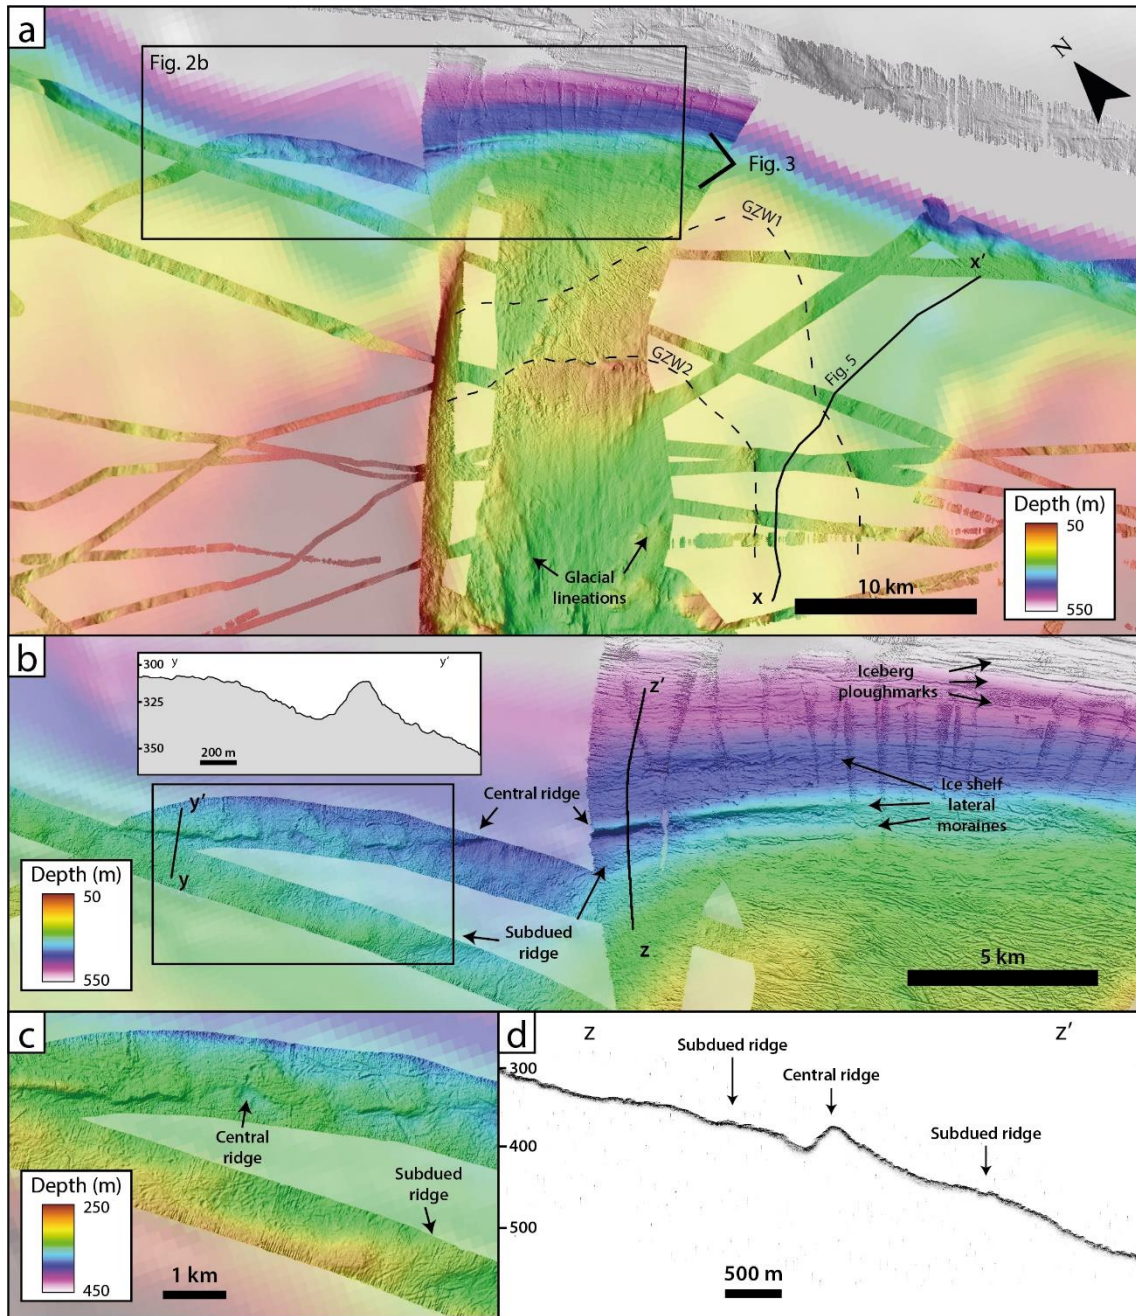 a
Fig. 2b
N
Fig. 3
GZW1
x'
GZW2
Fig. 5
Glacial
lineations
x
10 km
Depth (m)
50
550
b
y
y'
300
325
350
200 m
z'
Iceberg
ploughmarks
Central ridge
Ice shelf
lateral
moraines
y'
y
Depth (m)
50
550
Subdued
ridge
z
5 km
c
Central
ridge
Subdued
ridge
Depth (m)
250
450
1 km
d
z
z'
Subdued ridge
300
Central ridge
400
Subdued ridge
500
500 m